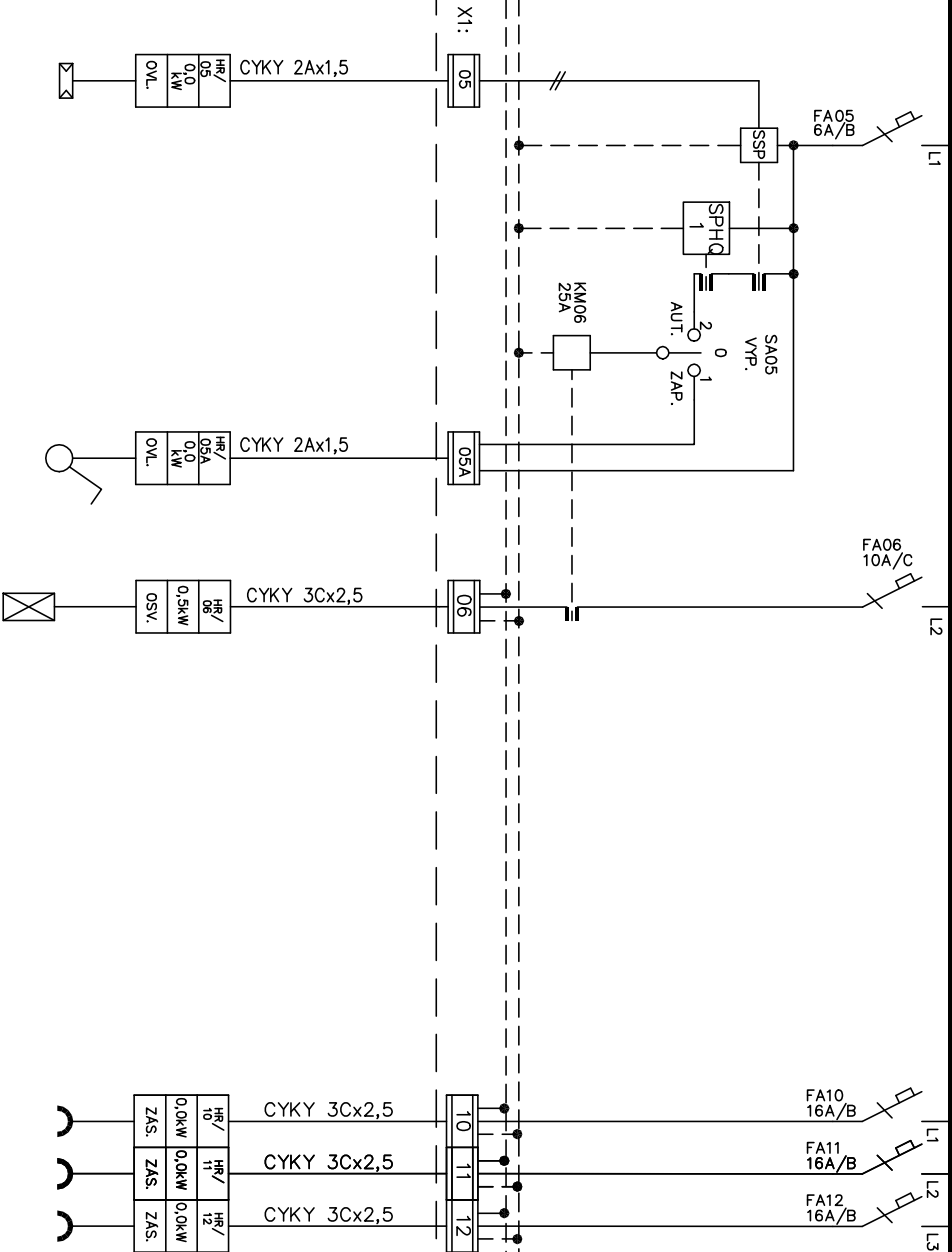 X1:
HR/
05
0,0
kW
OVL.
CYKY 2Ax1,5
05
FA05
6A/B
L1
SSP
SPHQ
1
KM06
25A
AUT.
2
0
1
ZAP.
SA05
VYP.
HR/
05A
0,0
kW
OVL.
CYKY 2Ax1,5
05A
FA06
10A/C
L2
HR/
06
0,5kW
OSV.
CYKY 3Cx2,5
06
HR/
10
0,0kW
ZÁS.
CYKY 3Cx2,5
10
FA10
16A/B
L1
HR/
11
0,0kW
ZÁS.
CYKY 3Cx2,5
11
FA11
16A/B
L2
HR/
12
0,0kW
ZÁS.
CYKY 3Cx2,5
12
FA12
16A/B
L3